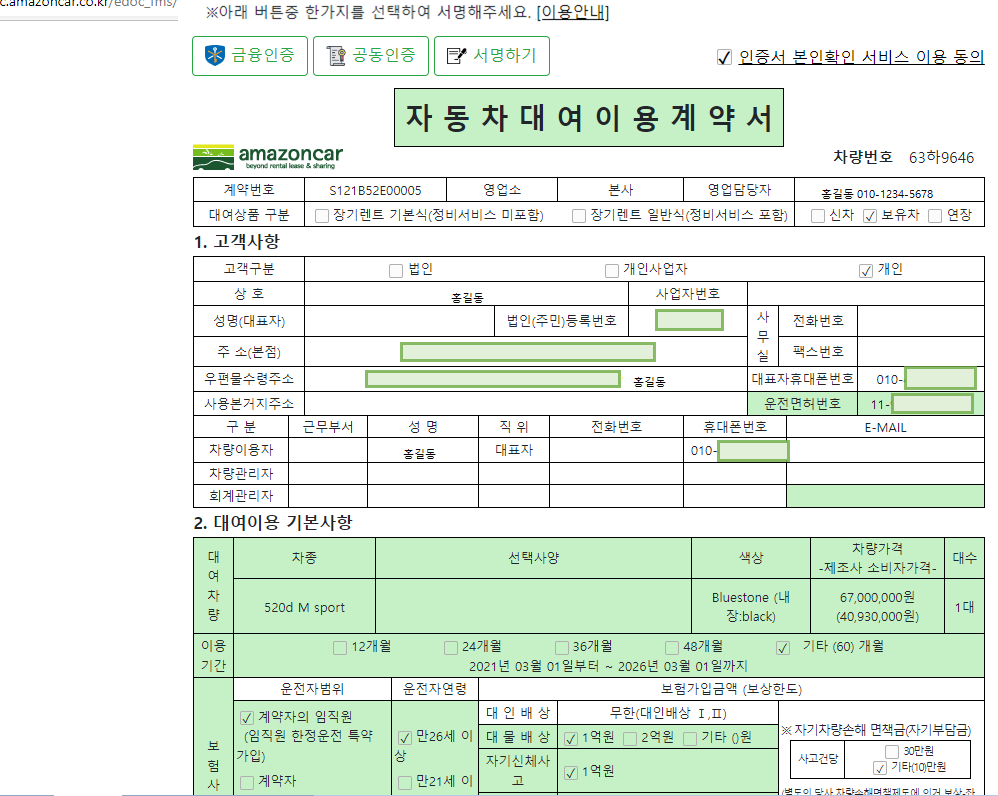 c.amazoncar.co.kr/edoc_fms/
※아래 버튼중 한가지를 선택하여 서명해주세요. [이용안내]
금융인증 공동인증 서명하기
인증서 본인확인 서비스 이용 동의
자동차대여이용계약서
amazoncar
beyond rental lease & sharing
차량번호 63하9646
계약번호 S121B52E00005 영업소 본사 영업담당자 홍길동 010-1234-5678
대여상품 구분 장기렌트 기본식(정비서비스 미포함) 장기렌트 일반식(정비서비스 포함) 신차 보유차 연장
1. 고객사항
고객구분 법인 개인사업자 개인
상 호 홍길동 사업자번호
성명(대표자) 법인(주민)등록번호 사무실 전화번호
주 소(본점) 팩스번호
우편물수령주소 홍길동 대표자휴대폰번호 010-
사용본거지주소 운전면허번호 11-
구 분 근무부서 성 명 직 위 전화번호 휴대폰번호 E-MAIL
차량이용자 홍길동 대표자 010-
차량관리자
회계관리자
2. 대여이용 기본사항
대여차량 차종 선택사양 색상 차량가격 -제조사 소비자가격- 대수
520d M sport Bluestone (내장:black) 67,000,000원 (40,930,000원) 1대
이용기간 12개월 24개월 36개월 48개월 기타 (60) 개월
2021년 03월 01일부터 ~ 2026년 03월 01일까지
보험사 운전자범위 운전자연령 보험가입금액 (보상한도)
계약자의 임직원 (임직원 한정운전 특약 가입) 만26세 이상 대 인 배 상 무한(대인배상 Ⅰ,Ⅱ)
대 물 배 상 1억원 2억원 기타 ()원
자기신체사고 1억원
※ 자기차량손해 면책금(자기부담금)
사고건당 30만원
기타(10)만원
계약자 만21세 이